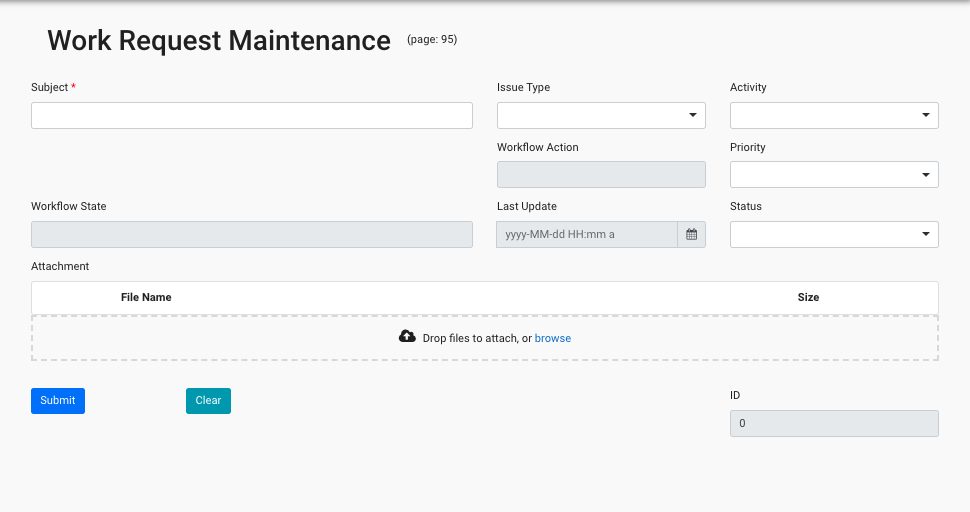 Work Request Maintenance (page: 95)
Subject * Issue Type Activity
Workflow Action Priority
Workflow State Last Update Status
yyyy-MM-dd HH:mm a
Attachment
File Name Size
Drop files to attach, or browse
Submit Clear ID
0